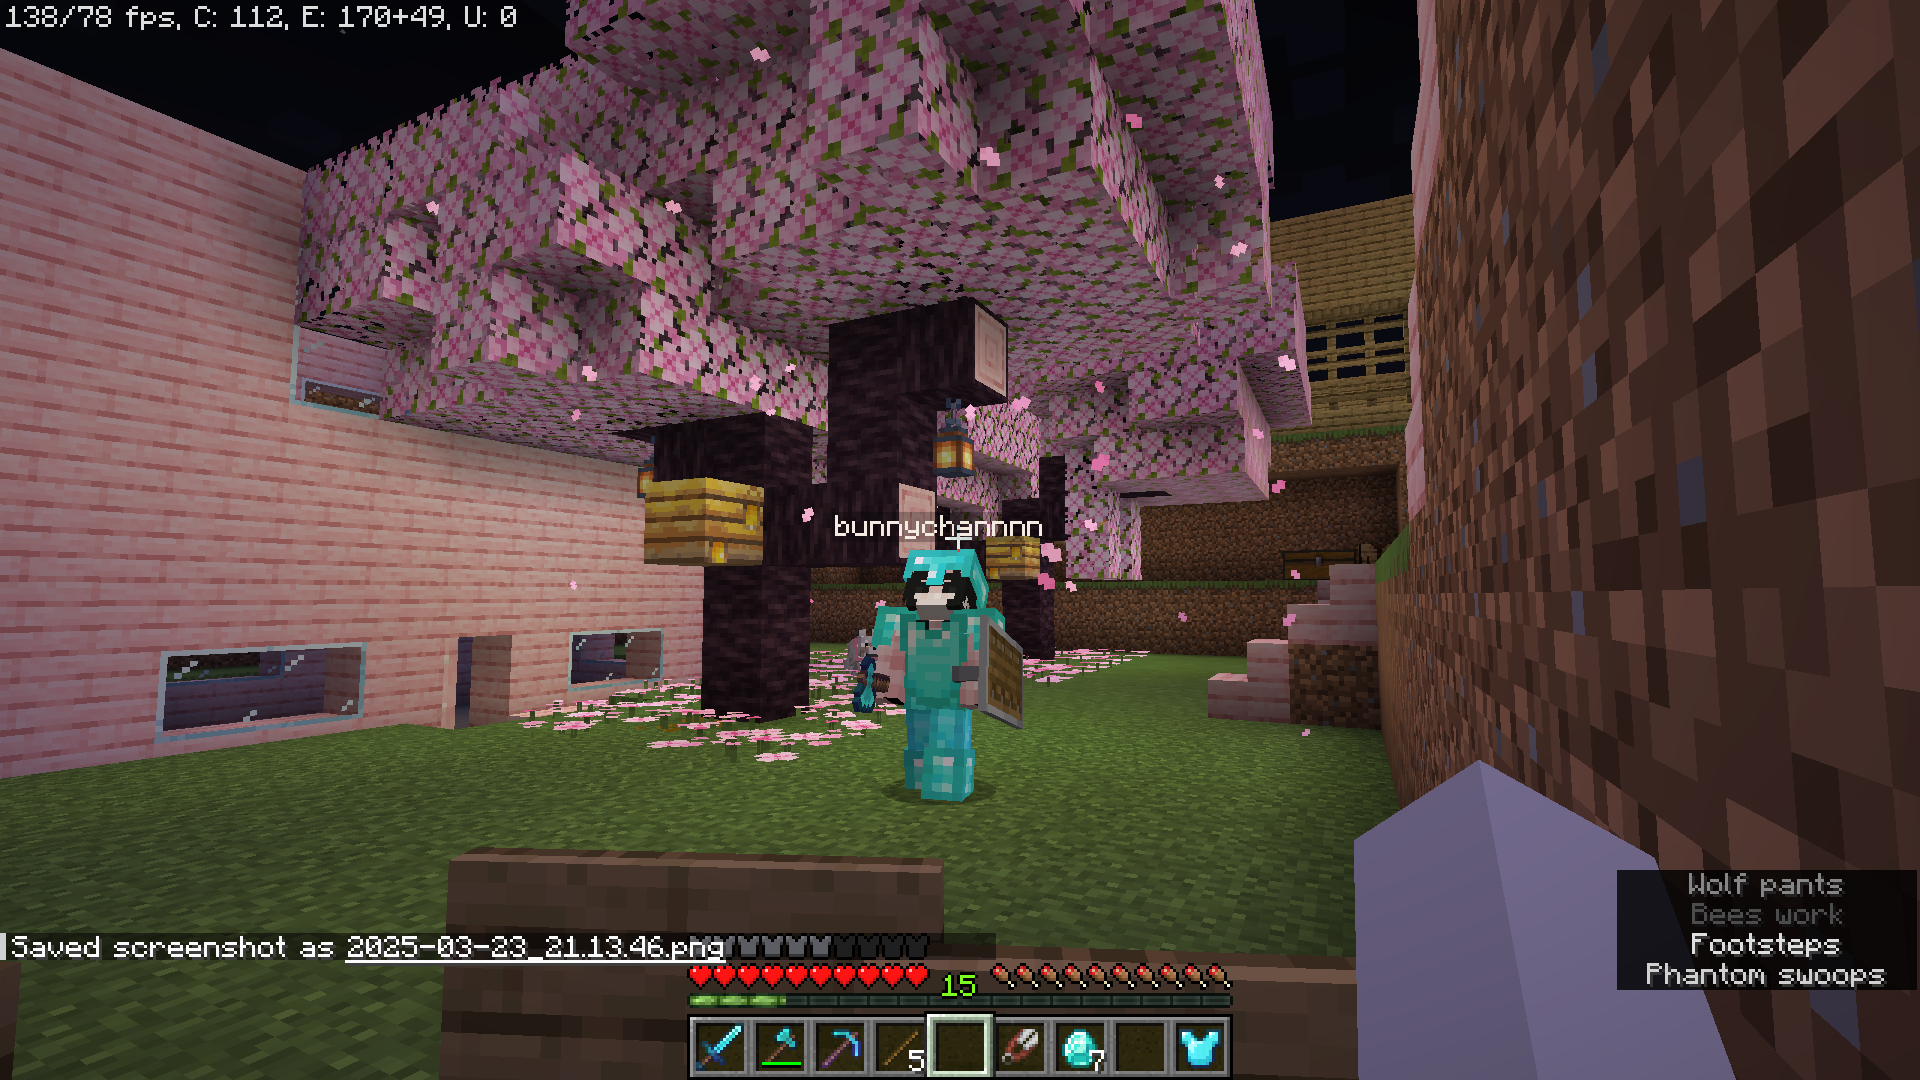 138/78 fps, C: 112, E: 170+49, U: 0
bunnychannnn
Wolf pants
Bees work
Footsteps
Phantom swoops
Saved screenshot as 2025-03-23_21.13.46.png
15
5
7